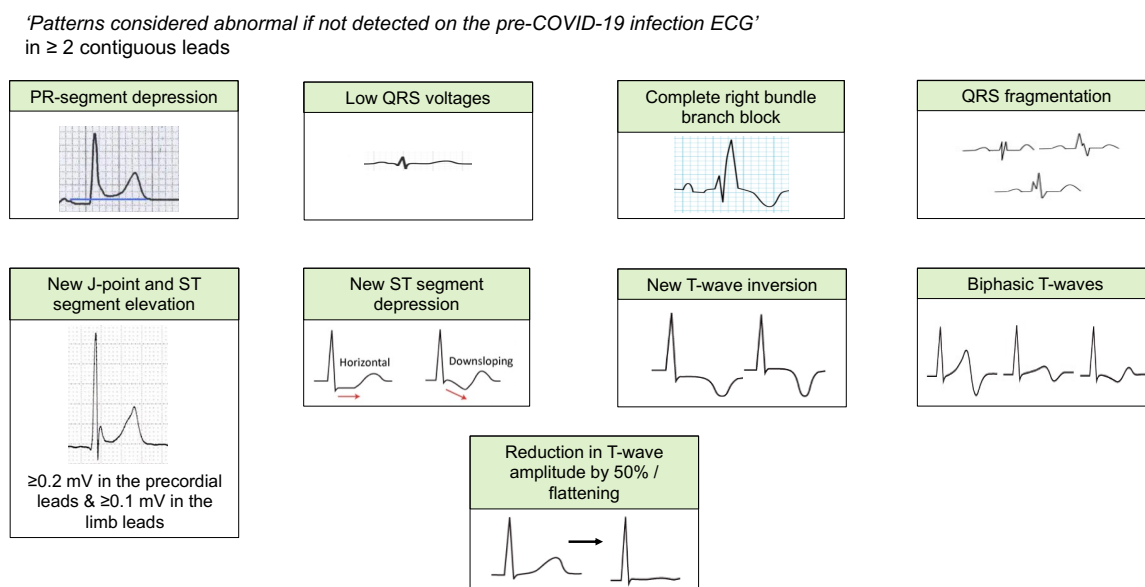 ‘Patterns considered abnormal if not detected on the pre-COVID-19 infection ECG’
in ≥ 2 contiguous leads
PR-segment depression
Low QRS voltages
Complete right bundle
branch block
QRS fragmentation
New J-point and ST
segment elevation
≥0.2 mV in the precordial
leads & ≥0.1 mV in the
limb leads
New ST segment
depression
Horizontal
Downsloping
New T-wave inversion
Biphasic T-waves
Reduction in T-wave
amplitude by 50% /
flattening